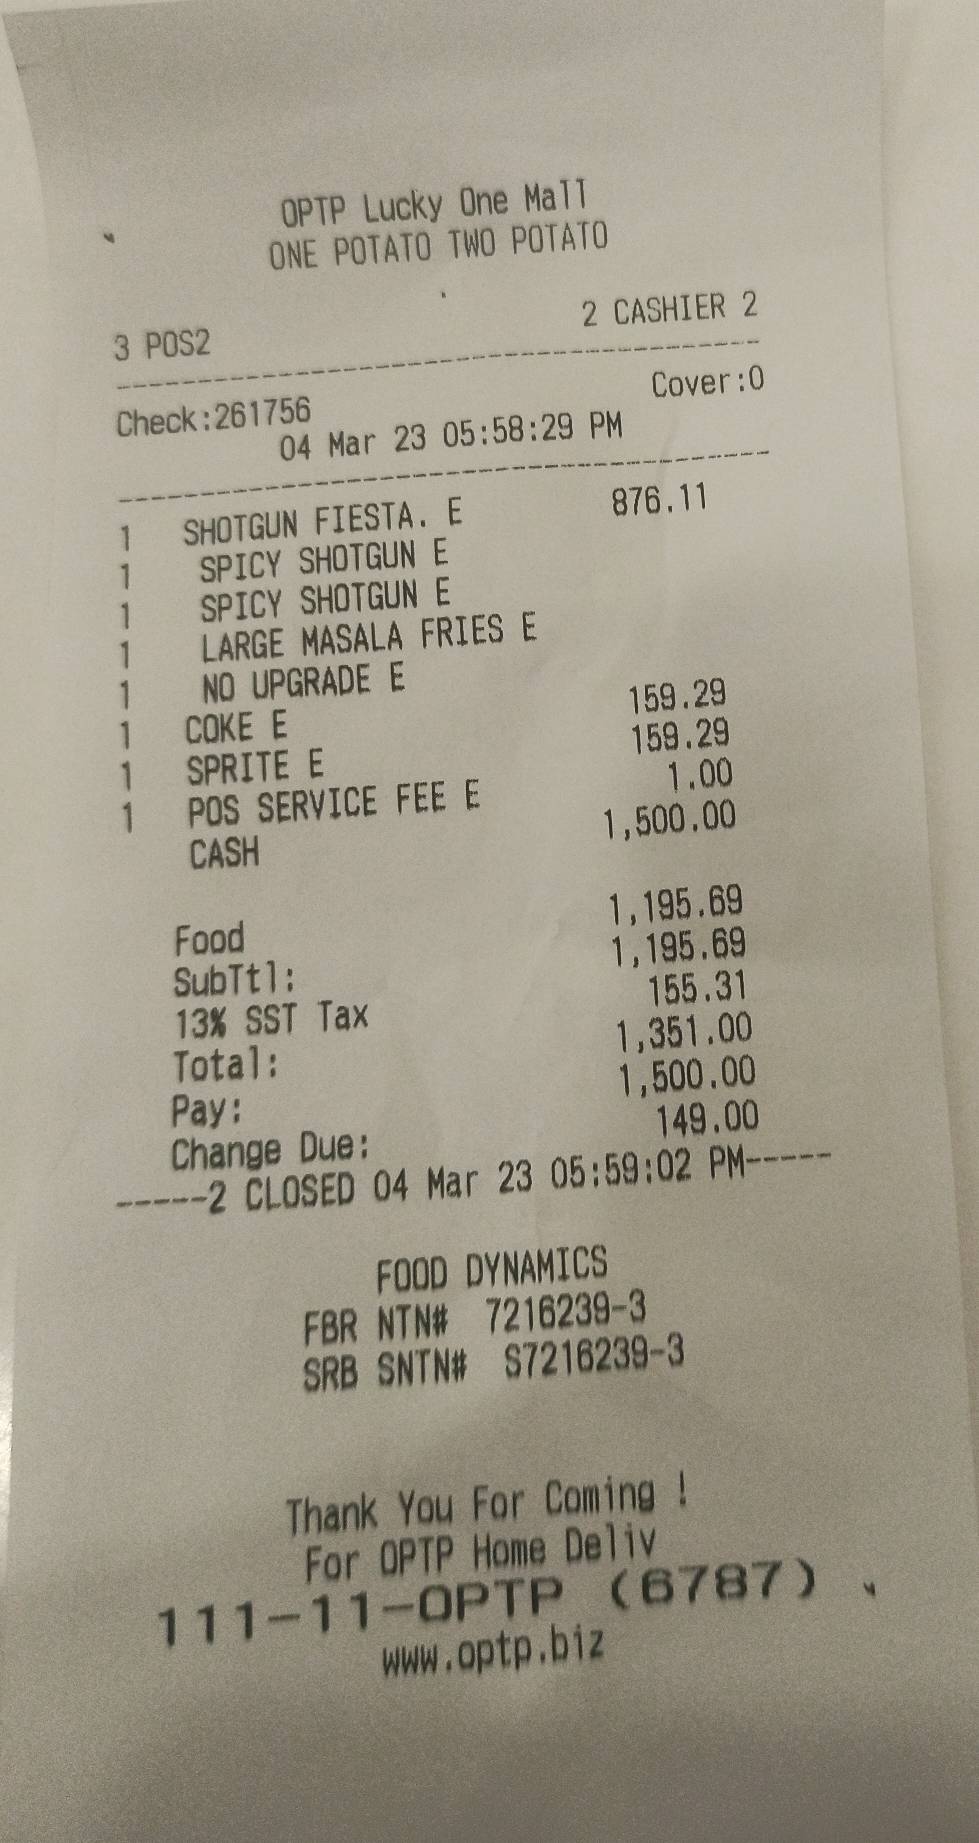 OPTP Lucky One Mall
ONE POTATO TWO POTATO
3 POS2 2 CASHIER 2
Check:261756 Cover:0
04 Mar 23 05:58:29 PM
1 SHOTGUN FIESTA. E 876.11
1 SPICY SHOTGUN E
1 SPICY SHOTGUN E
1 LARGE MASALA FRIES E
1 NO UPGRADE E
1 COKE E 159.29
1 SPRITE E 159.29
1 POS SERVICE FEE E 1.00
CASH 1,500.00
Food 1,195.69
SubTtl: 1,195.69
13% SST Tax 155.31
Total: 1,351.00
Pay: 1,500.00
Change Due: 149.00
-----2 CLOSED 04 Mar 23 05:59:02 PM-----
FOOD DYNAMICS
FBR NTN# 7216239-3
SRB SNTN# S7216239-3
Thank You For Coming !
For OPTP Home Deliv
111-11-OPTP (6787)
www.optp.biz